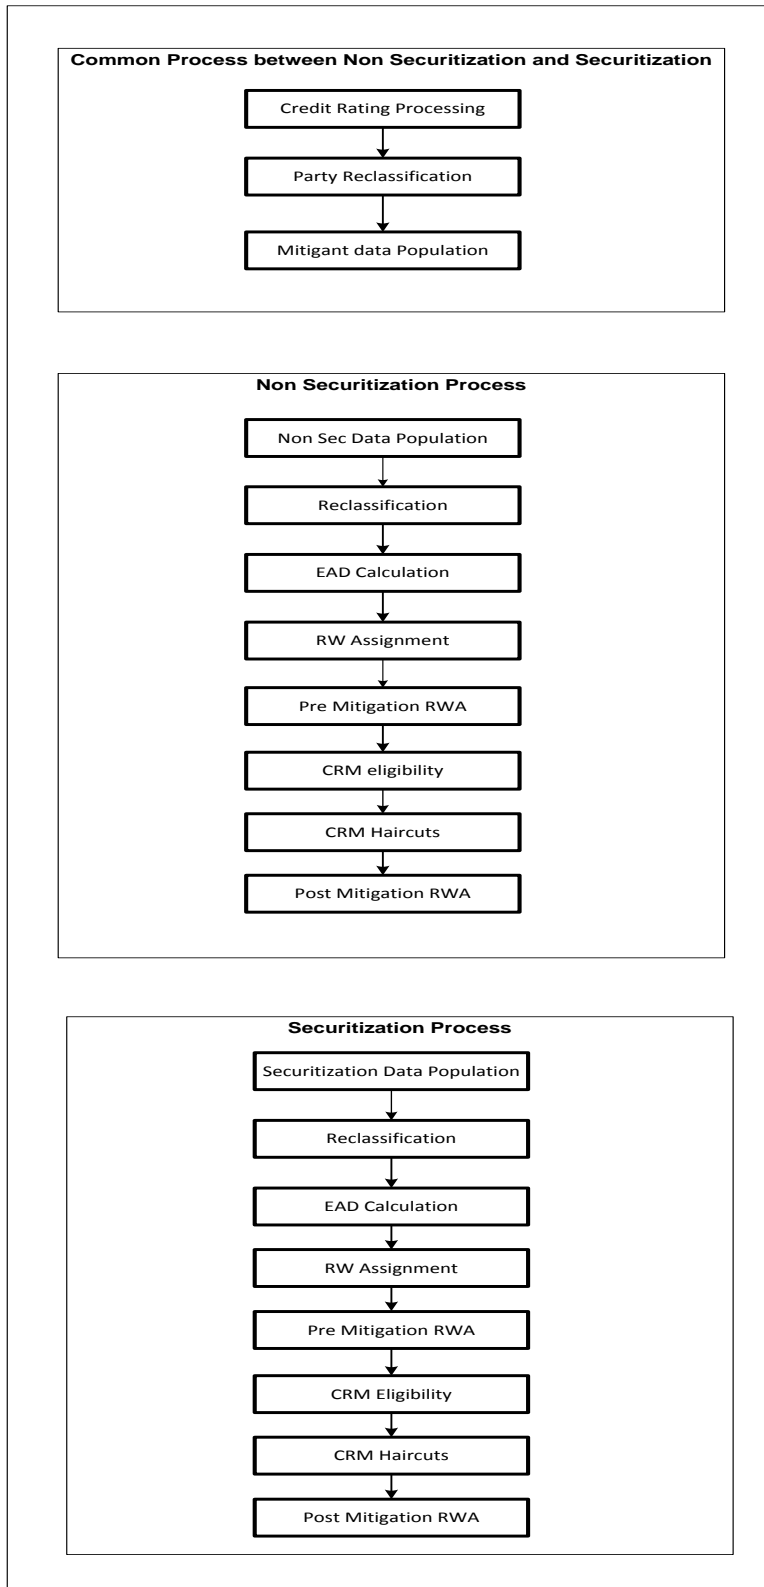 Common Process between Non Securitization and Securitization
Credit Rating Processing
Party Reclassification
Mitigant data Population
Non Securitization Process
Non Sec Data Population
Reclassification
EAD Calculation
RW Assignment
Pre Mitigation RWA
CRM eligibility
CRM Haircuts
Post Mitigation RWA
Securitization Process
Securitization Data Population
Reclassification
EAD Calculation
RW Assignment
Pre Mitigation RWA
CRM Eligibility
CRM Haircuts
Post Mitigation RWA